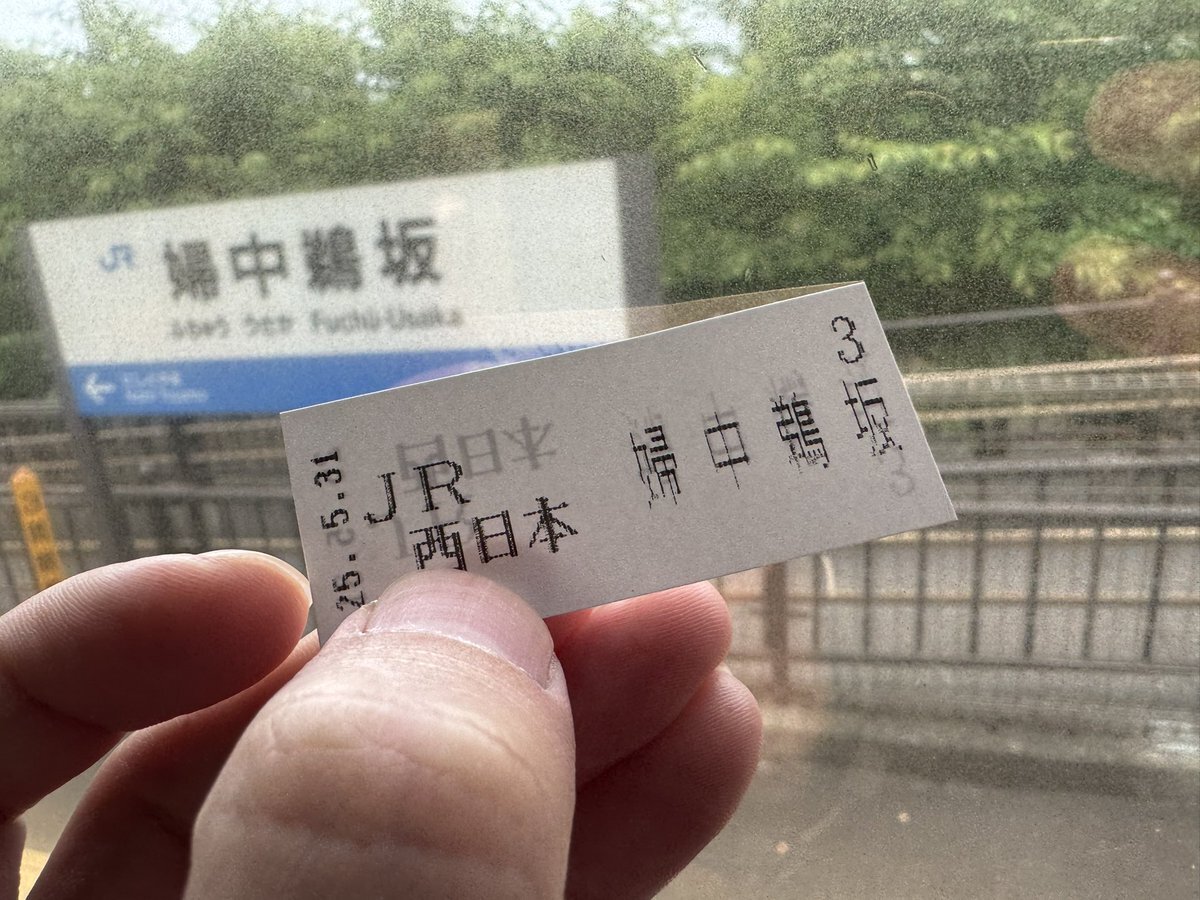 JR 婦中鵜坂
ふちゅう うさか Fuchū-Usaka
←
25.-5.31
JR
西日本
婦中鵜坂
3